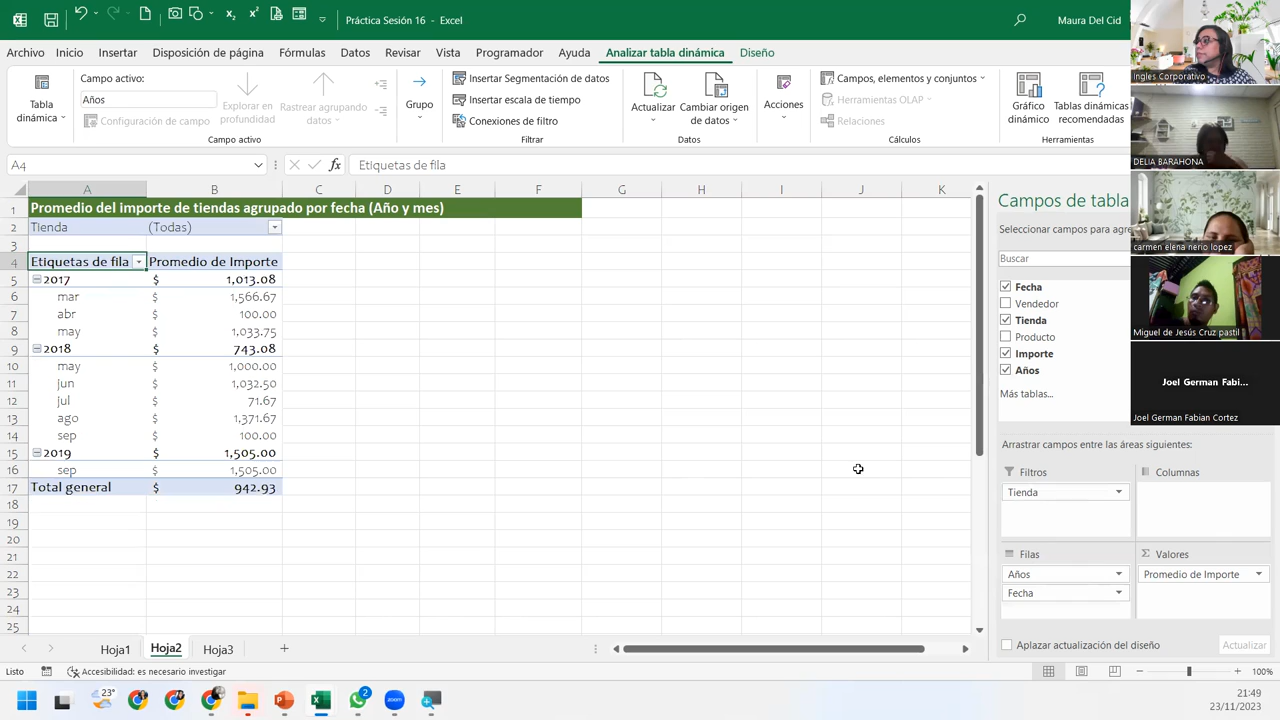 Práctica Sesión 16 - Excel
Maura Del Cid
Archivo Inicio Insertar Disposición de página Fórmulas Datos Revisar Vista Programador Ayuda Analizar tabla dinámica Diseño
Tabla dinámica
Campo activo:
Años
Configuración de campo
Explorar en profundidad
Rastrear agrupando datos
Campo activo
Grupo
Insertar Segmentación de datos
Insertar escala de tiempo
Conexiones de filtro
Filtrar
Actualizar
Cambiar origen de datos
Datos
Acciones
Campos, elementos y conjuntos
Herramientas OLAP
Relaciones
Cálculos
Gráfico dinámico
Tablas dinámicas recomendadas
Herramientas
Ingles Corporativo
DELIA BARAHONA
carmen elena nerio lopez
Miguel de Jesús Cruz pastil
Joel German Fabi...
Joel German Fabian Cortez
A4
fx
Etiquetas de fila
A B C D E F G H I J K
1 Promedio del importe de tiendas agrupado por fecha (Año y mes)
2 Tienda (Todas)
3
4 Etiquetas de fila Promedio de Importe
5 2017 $ 1,013.08
6 mar $ 1,566.67
7 abr $ 100.00
8 may $ 1,033.75
9 2018 $ 743.08
10 may $ 1,000.00
11 jun $ 1,032.50
12 jul $ 71.67
13 ago $ 1,371.67
14 sep $ 100.00
15 2019 $ 1,505.00
16 sep $ 1,505.00
17 Total general $ 942.93
18
19
20
21
22
23
24
25
Campos de tabla
Seleccionar campos para agre
Buscar
Fecha
Vendedor
Tienda
Producto
Importe
Años
Más tablas...
Arrastrar campos entre las áreas siguientes:
Filtros
Tienda
Columnas
Filas
Años
Fecha
Valores
Promedio de Importe
Aplazar actualización del diseño
Actualizar
Hoja1 Hoja2 Hoja3
Listo
Accesibilidad: es necesario investigar
100%
23°
2
zoom
21:49
23/11/2023